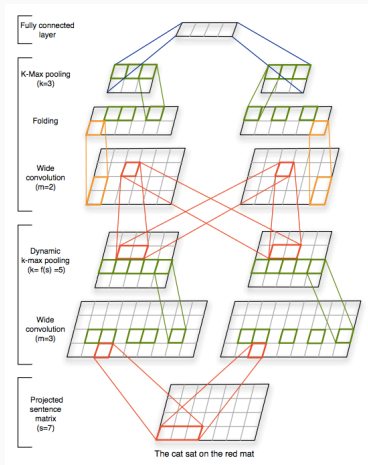 Fully connected
layer
K-Max pooling
(k=3)
Folding
Wide
convolution
(m=2)
Dynamic
k-max pooling
(k= f(s) =5)
Wide
convolution
(m=3)
Projected
sentence
matrix
(s=7)
The cat sat on the red mat